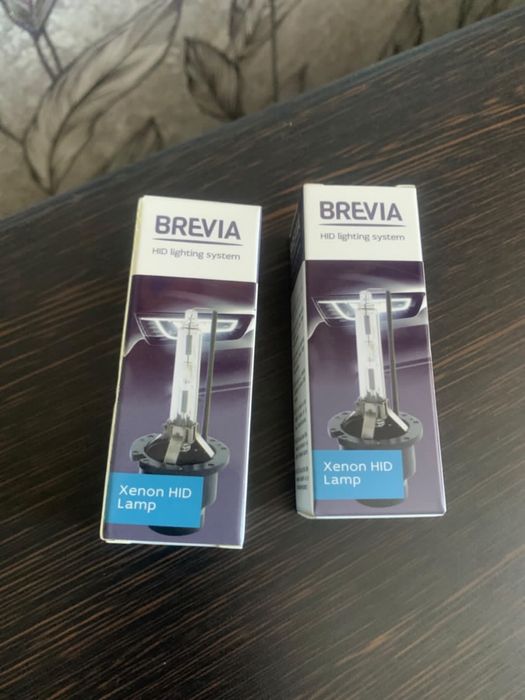 BREVIA
HID lighting system
Xenon HID
Lamp
BREVIA
HID lighting system
Xenon HID
Lamp